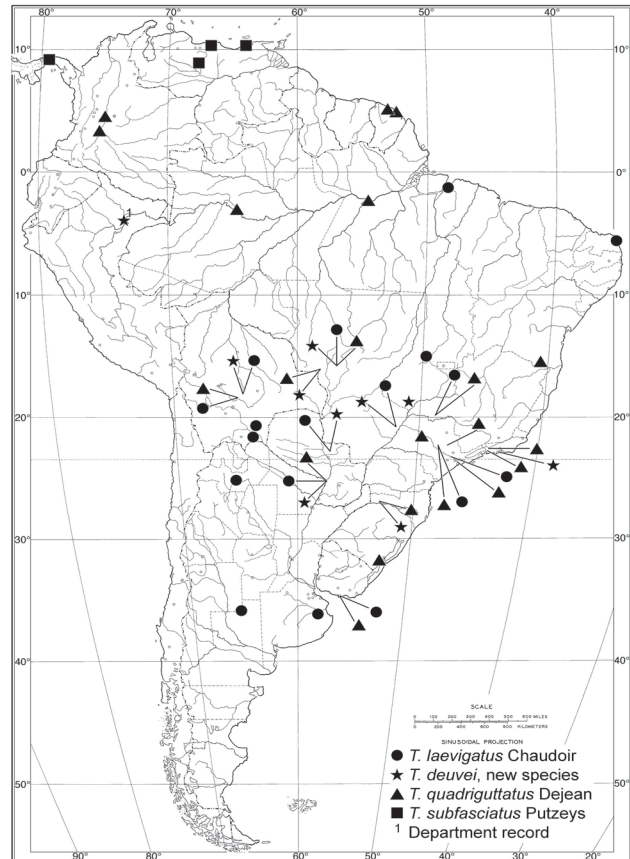 80° 70° 60° 50° 40°
10° 10°
0° 0°
1
10° 10°
20° 20°
30° 30°
40° 40°
50° 50°
80° 70° 60° 50° 40° 30° 20°
SCALE
SINUSOIDAL PROJECTION
T. laevigatus Chaudoir
T. deuvei, new species
T. quadriguttatus Dejean
T. subfasciatus Putzeys
1 Department record